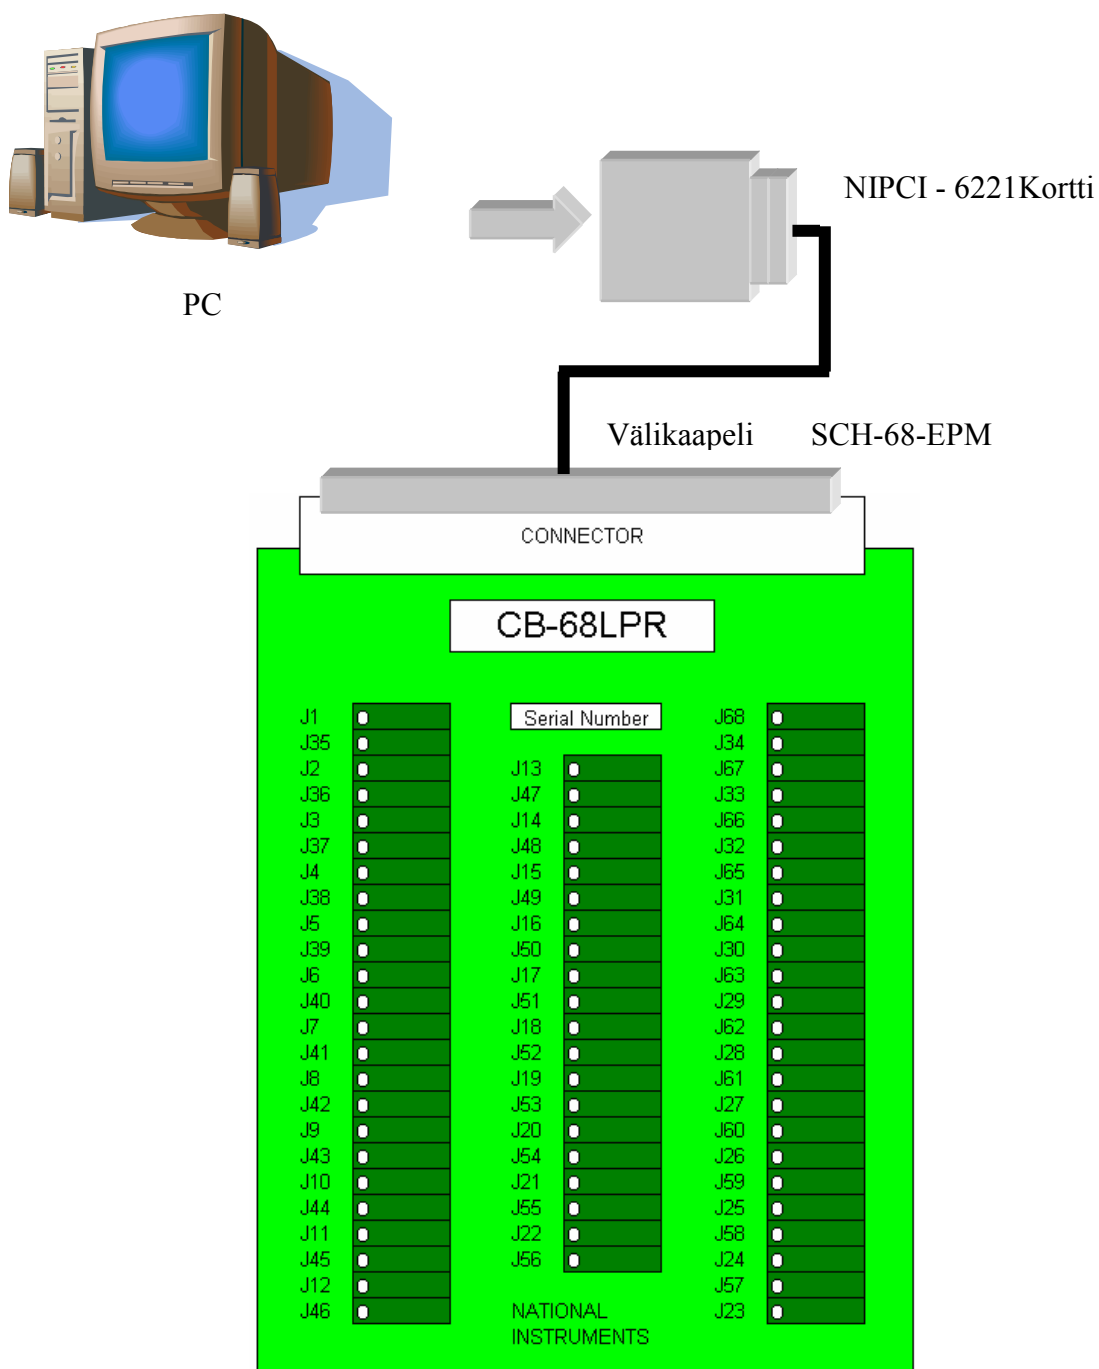 NIPCI - 6221Kortti
PC
Välikaapeli SCH-68-EPM
CONNECTOR
CB-68LPR
J1
J35
J2
J36
J3
J37
J4
J38
J5
J39
J6
J40
J7
J41
J8
J42
J9
J43
J10
J44
J11
J45
J12
J46
Serial Number
J13
J47
J14
J48
J15
J49
J16
J50
J17
J51
J18
J52
J19
J53
J20
J54
J21
J55
J22
J56
NATIONAL
INSTRUMENTS
J68
J34
J67
J33
J66
J32
J65
J31
J64
J30
J63
J29
J62
J28
J61
J27
J60
J26
J59
J25
J58
J24
J57
J23